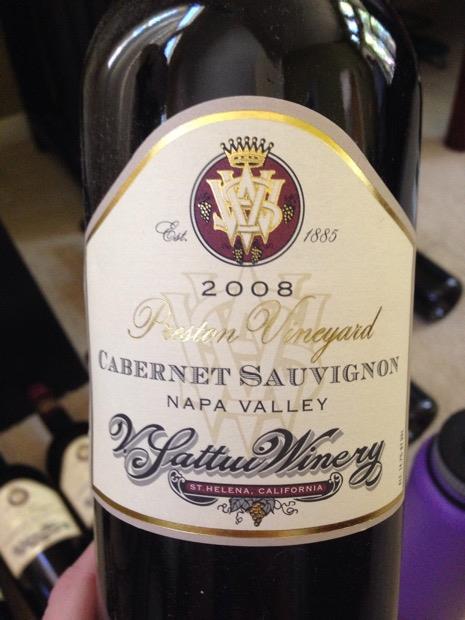 Est. 1885
2008
Preston Vineyard
CABERNET SAUVIGNON
NAPA VALLEY
V. Sattui Winery
ST. HELENA, CALIFORNIA